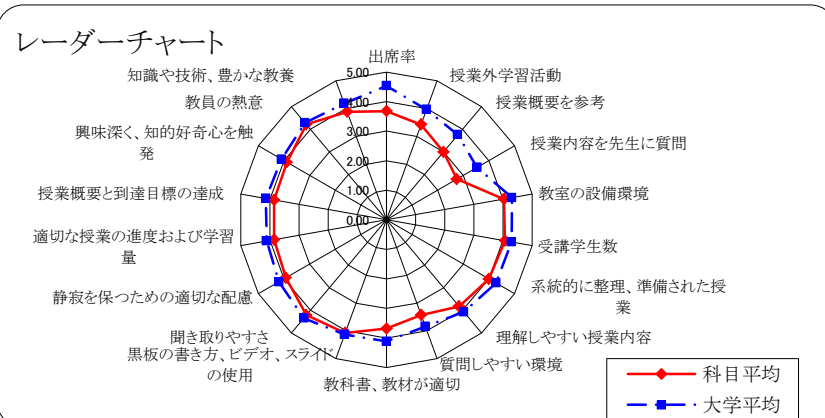 レーダーチャート
出席率
授業外学習活動
授業概要を参考
授業内容を先生に質問
教室の設備環境
受講学生数
系統的に整理、準備された授
業
理解しやすい授業内容
質問しやすい環境
教科書、教材が適切
黒板の書き方、ビデオ、スライド
の使用
聞き取りやすさ
静寂を保つための適切な配慮
適切な授業の進度および学習
量
授業概要と到達目標の達成
興味深く、知的好奇心を触
発
教員の熱意
知識や技術、豊かな教養
5.00
4.00
3.00
2.00
1.00
0.00
科目平均
大学平均